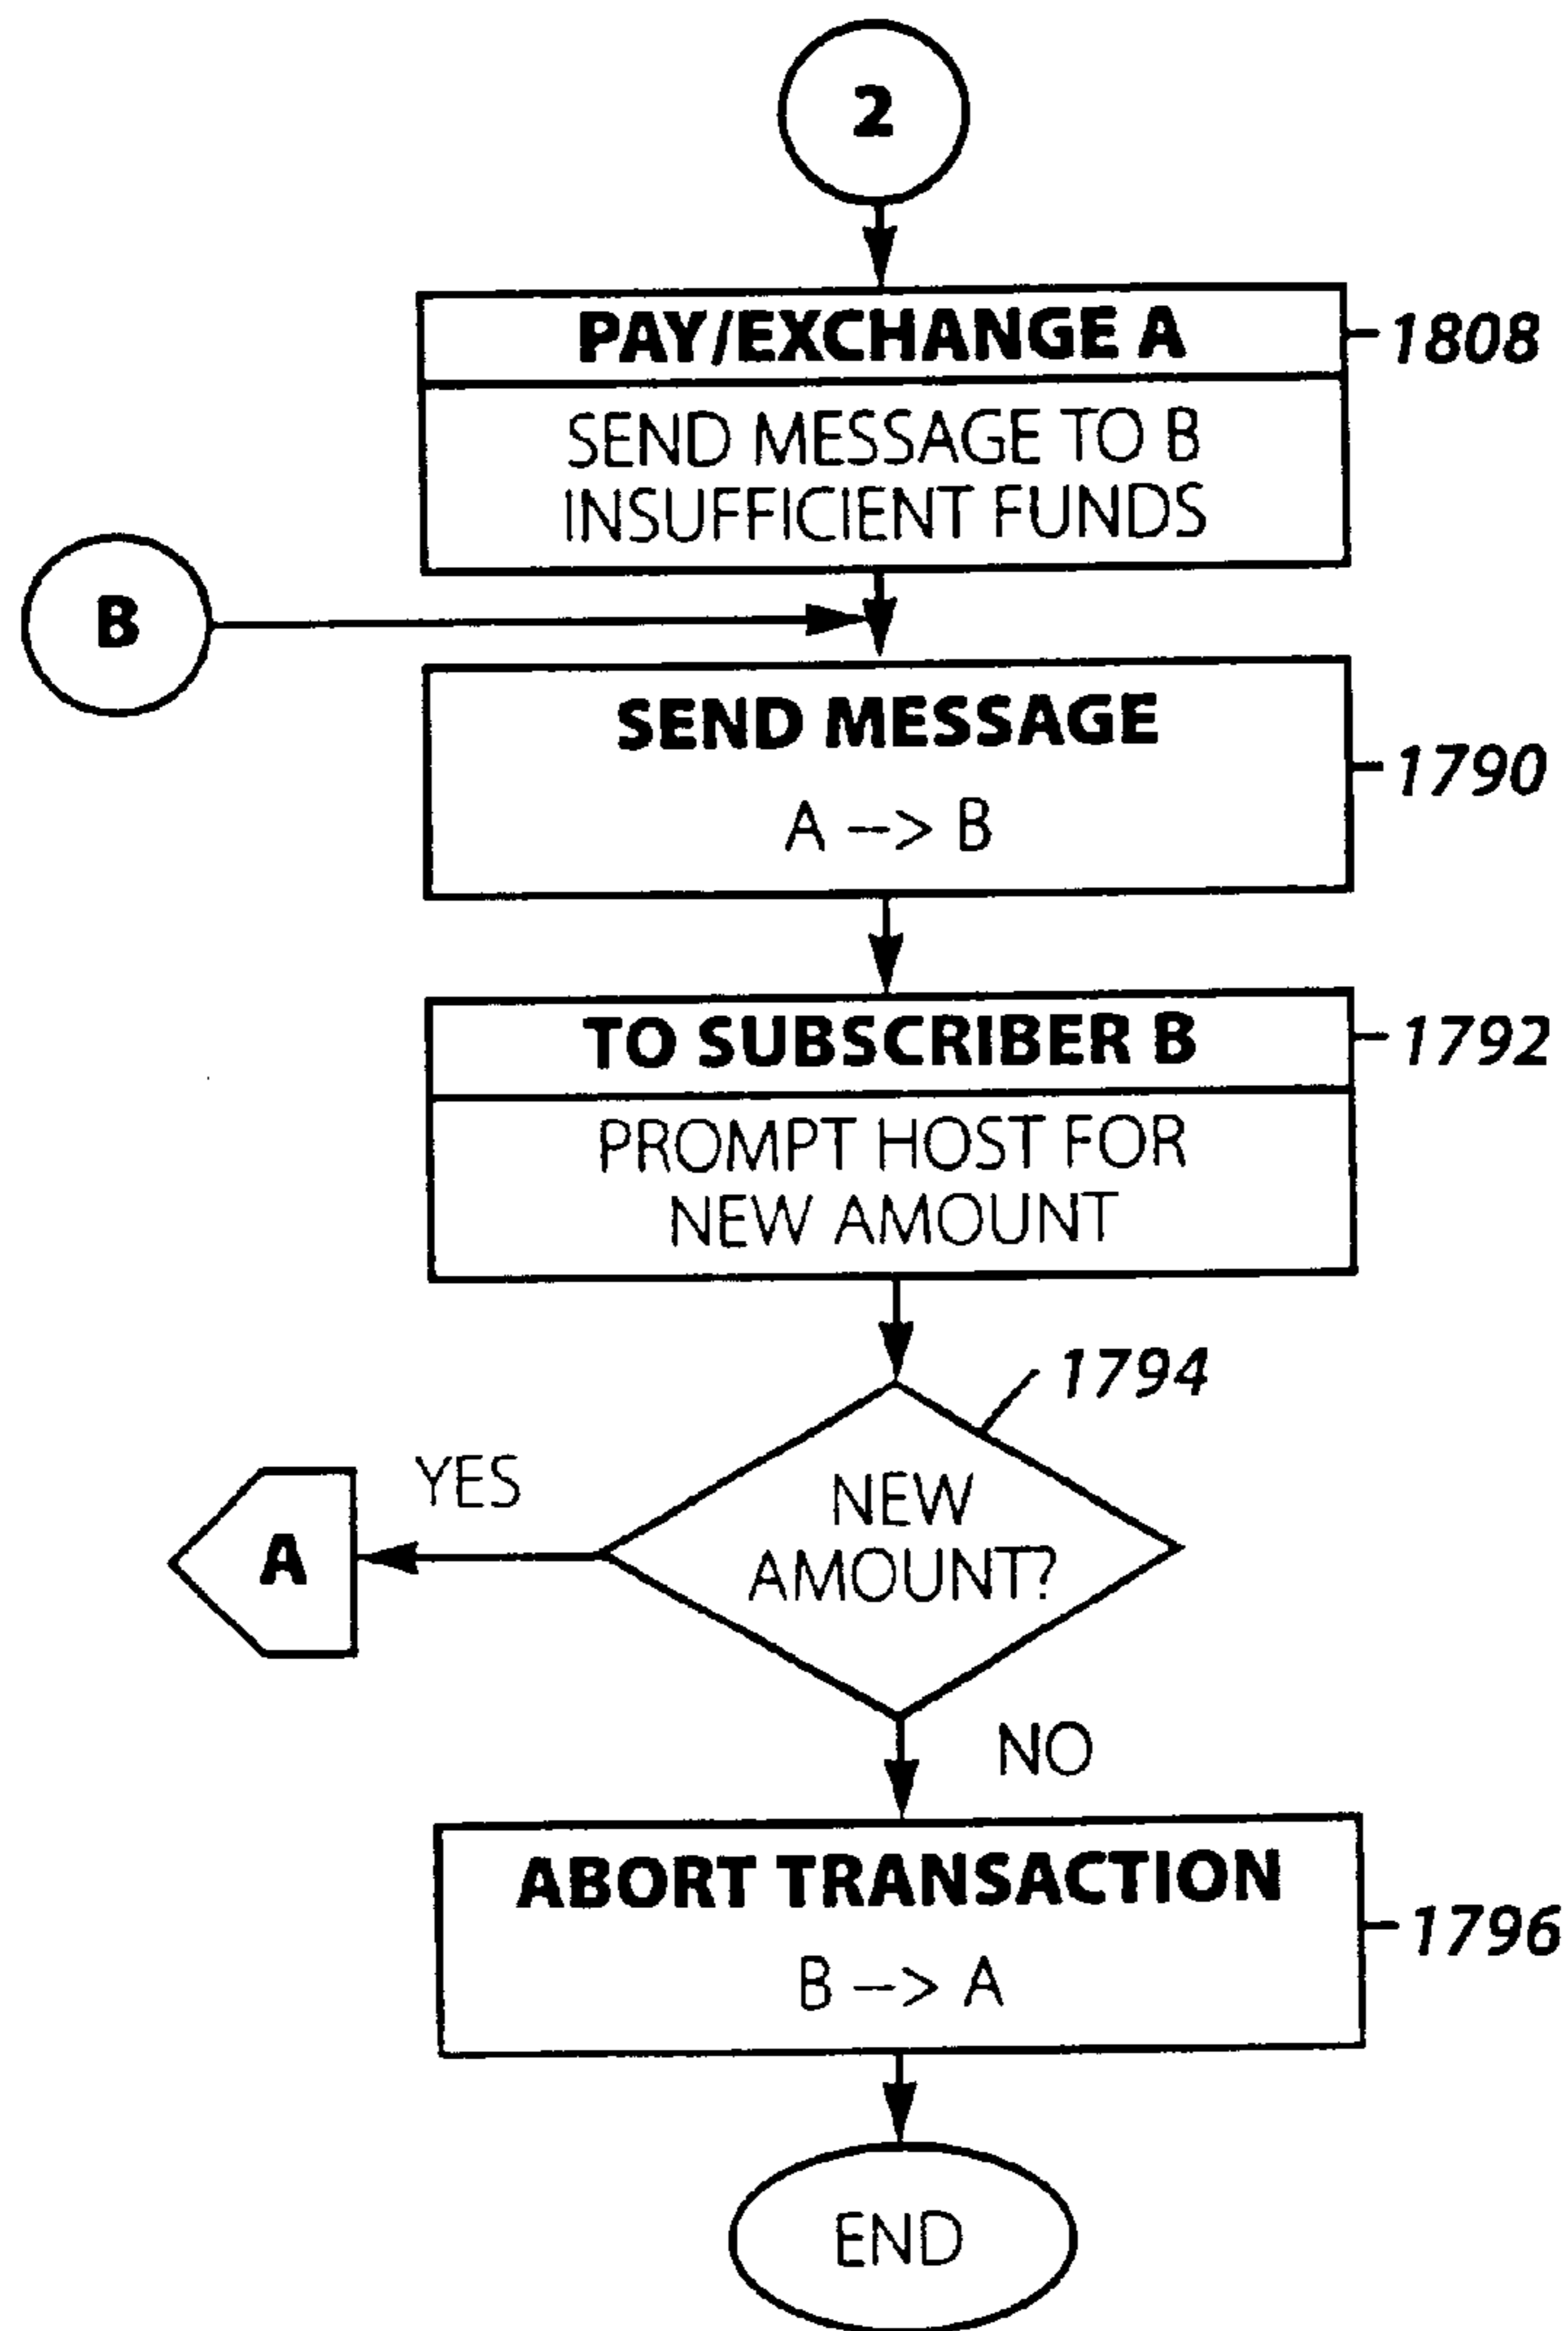 2
PAY/EXCHANGE A
1808
SEND MESSAGE TO B
INSUFFICIENT FUNDS
B
SEND MESSAGE
1790
A --> B
TO SUBSCRIBER B
1792
PROMPT HOST FOR
NEW AMOUNT
1794
YES
NEW
AMOUNT?
A
NO
ABORT TRANSACTION
1796
B --> A
END